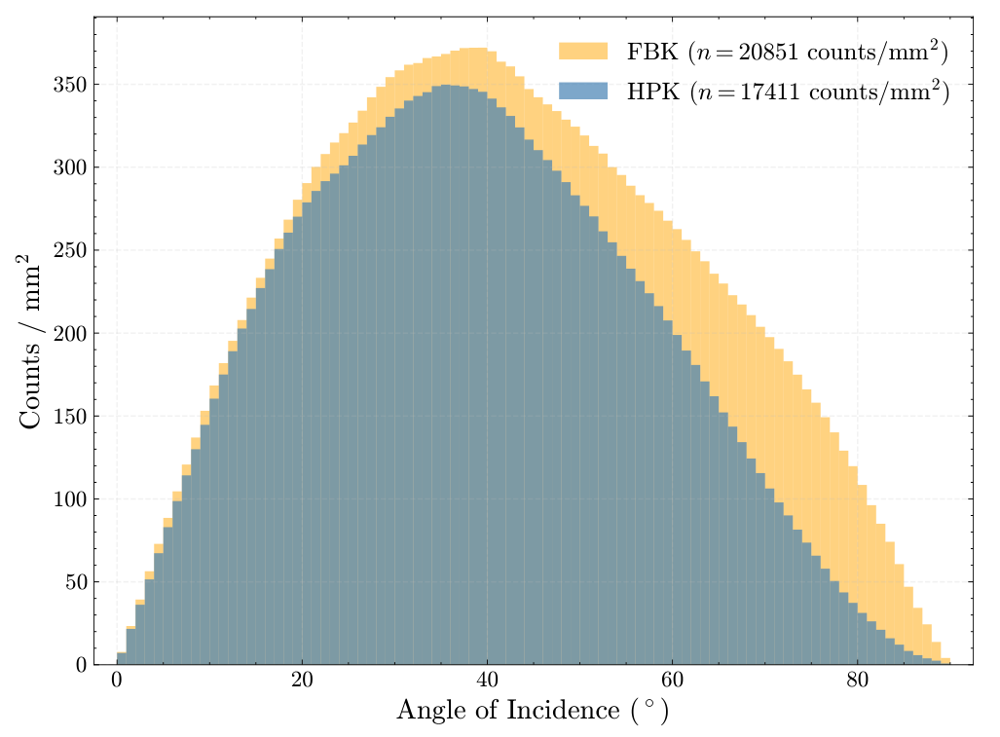 FBK (n = 20851 counts/mm²)
HPK (n = 17411 counts/mm²)
Counts / mm²
350
300
250
200
150
100
50
0
0 20 40 60 80
Angle of Incidence (°)